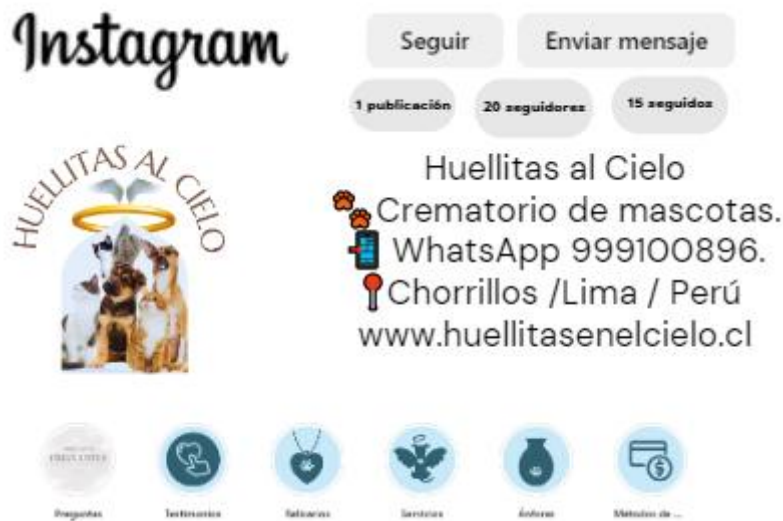 Instagram
Seguir
Enviar mensaje
1 publicación
20 seguidores
15 seguidos
HUELLITAS AL CIELO
Huellitas al Cielo
Crematorio de mascotas.
WhatsApp 999100896.
Chorrillos /Lima / Perú
www.huellitasenelcielo.cl
Preguntas
Testimonios
Relicarios
Servicios
Ánforas
Métodos de ...